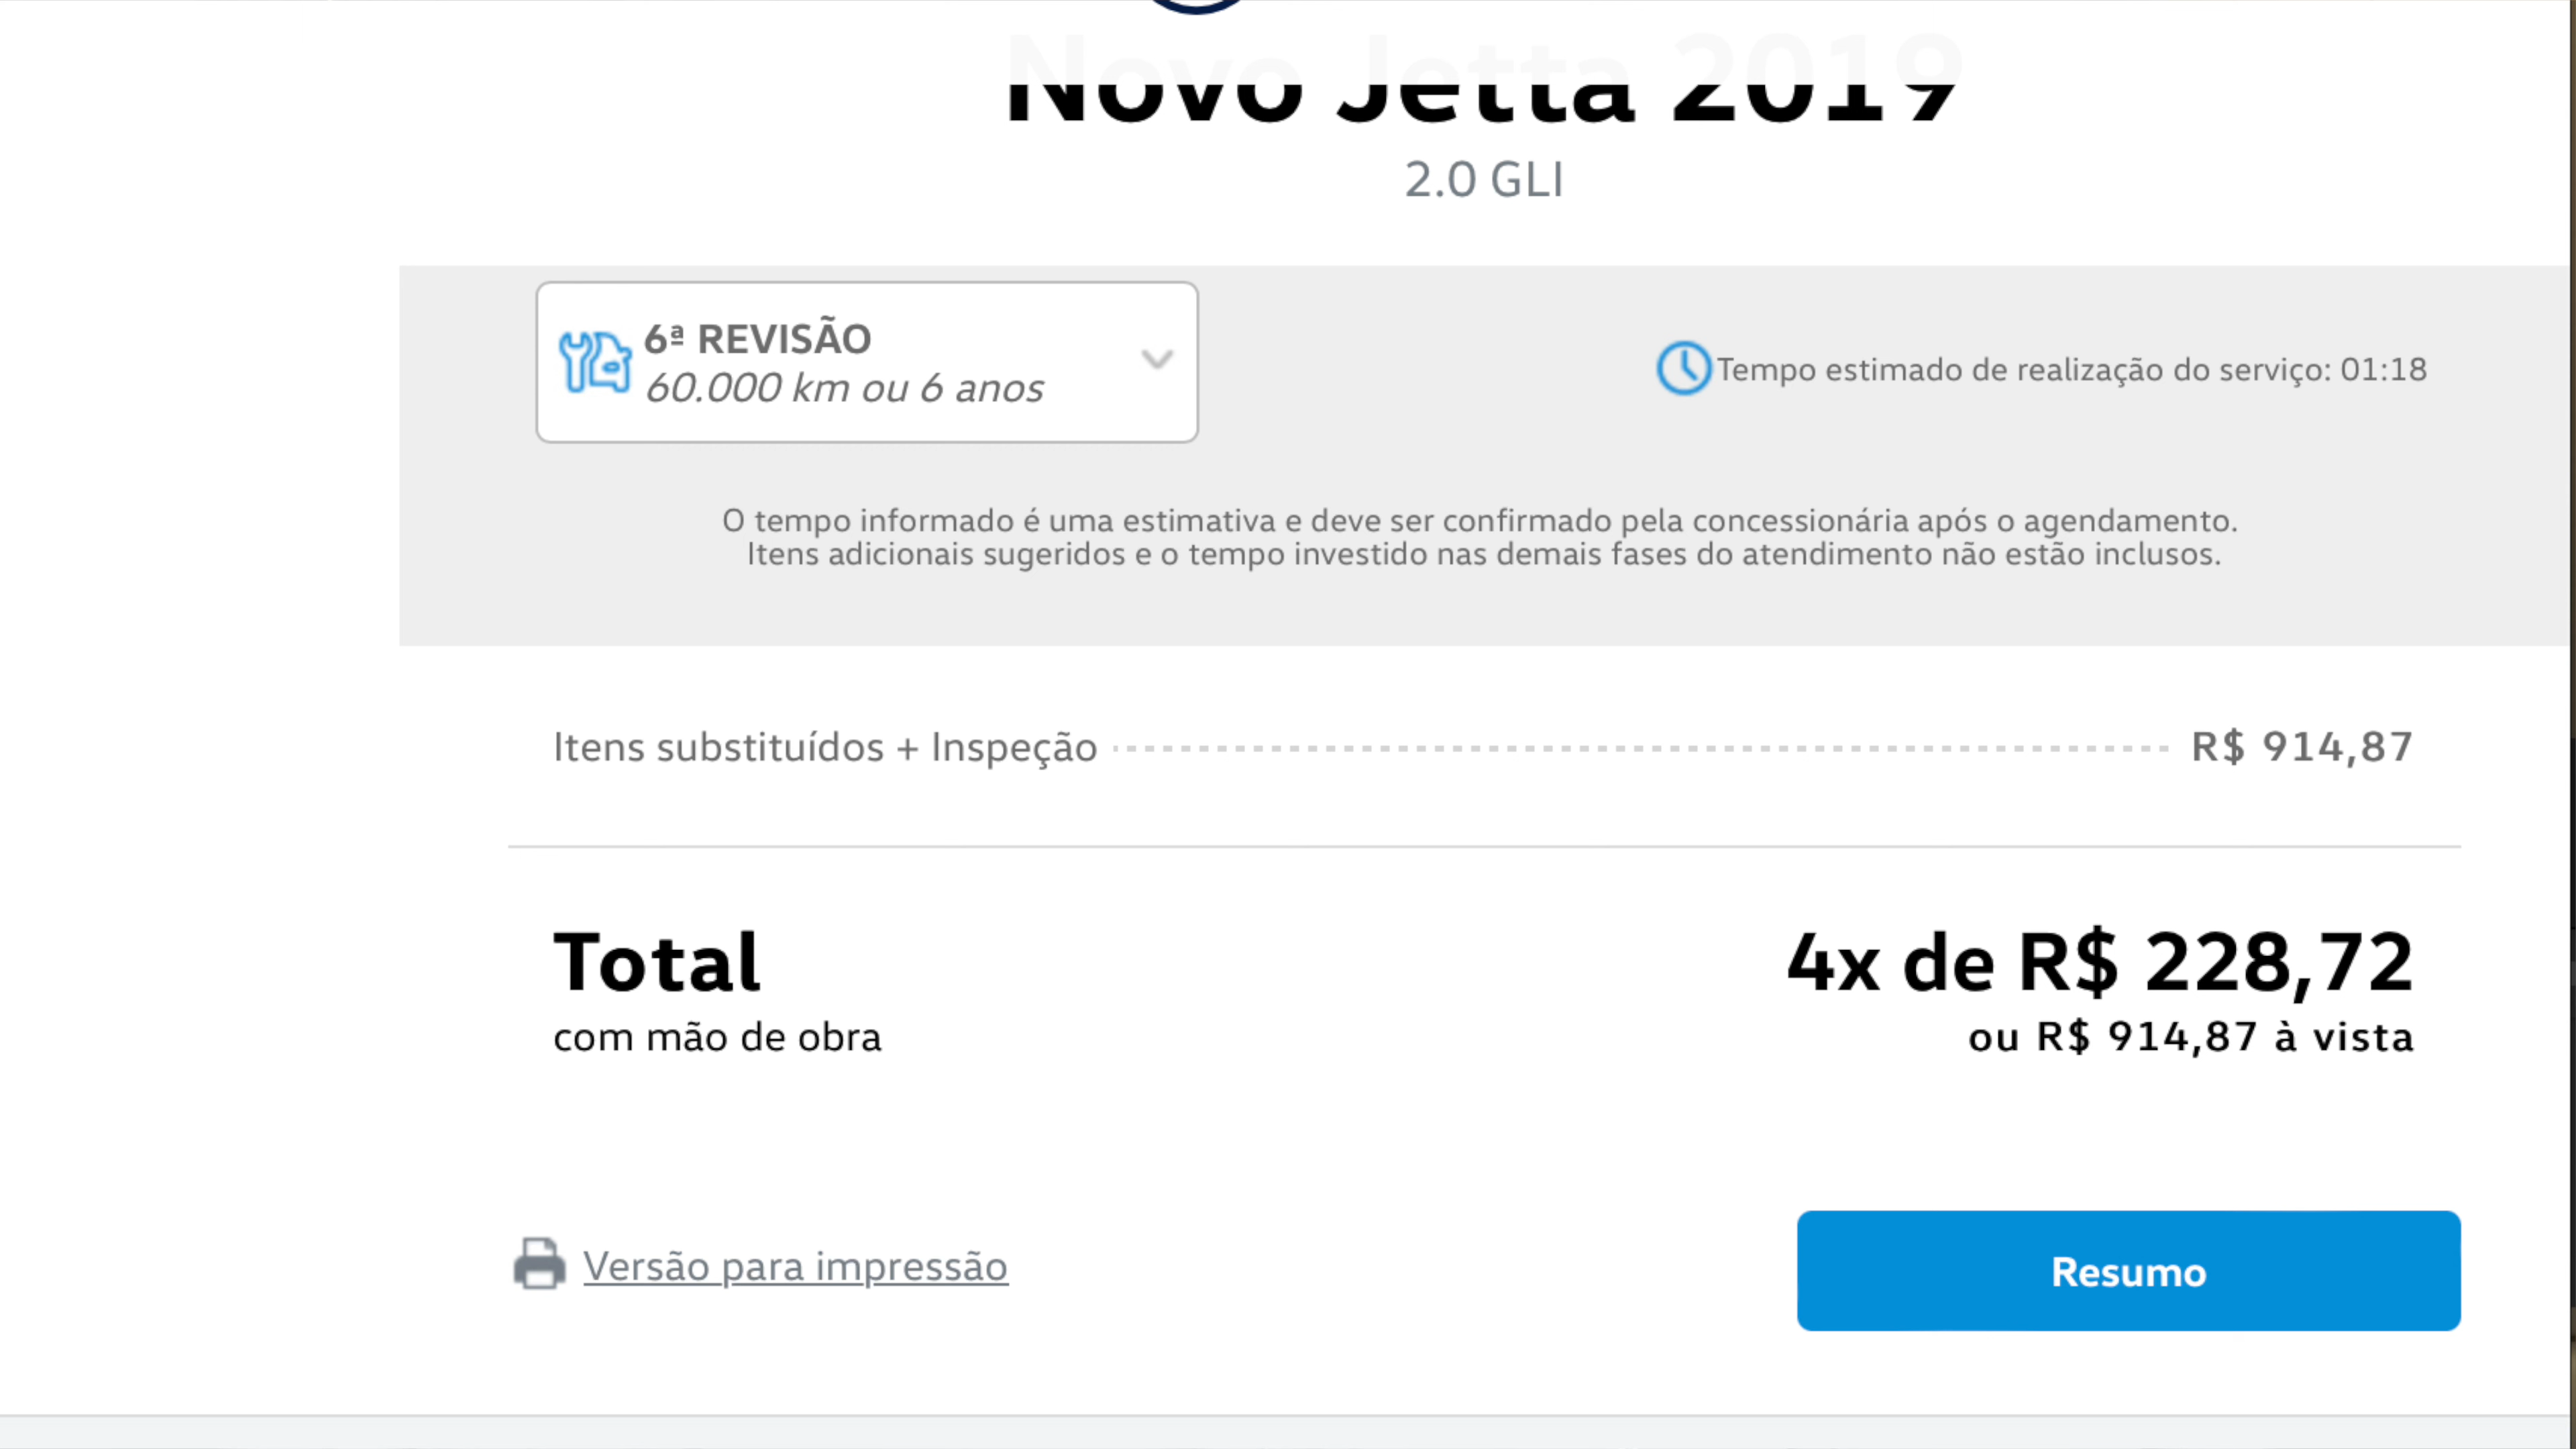 Novo Jetta 2019
2.0 GLI
6ª REVISÃO
60.000 km ou 6 anos
Tempo estimado de realização do serviço: 01:18
O tempo informado é uma estimativa e deve ser confirmado pela concessionária após o agendamento.
Itens adicionais sugeridos e o tempo investido nas demais fases do atendimento não estão inclusos.
Itens substituídos + Inspeção R$ 914,87
Total 4x de R$ 228,72
com mão de obra ou R$ 914,87 à vista
Versão para impressão
Resumo